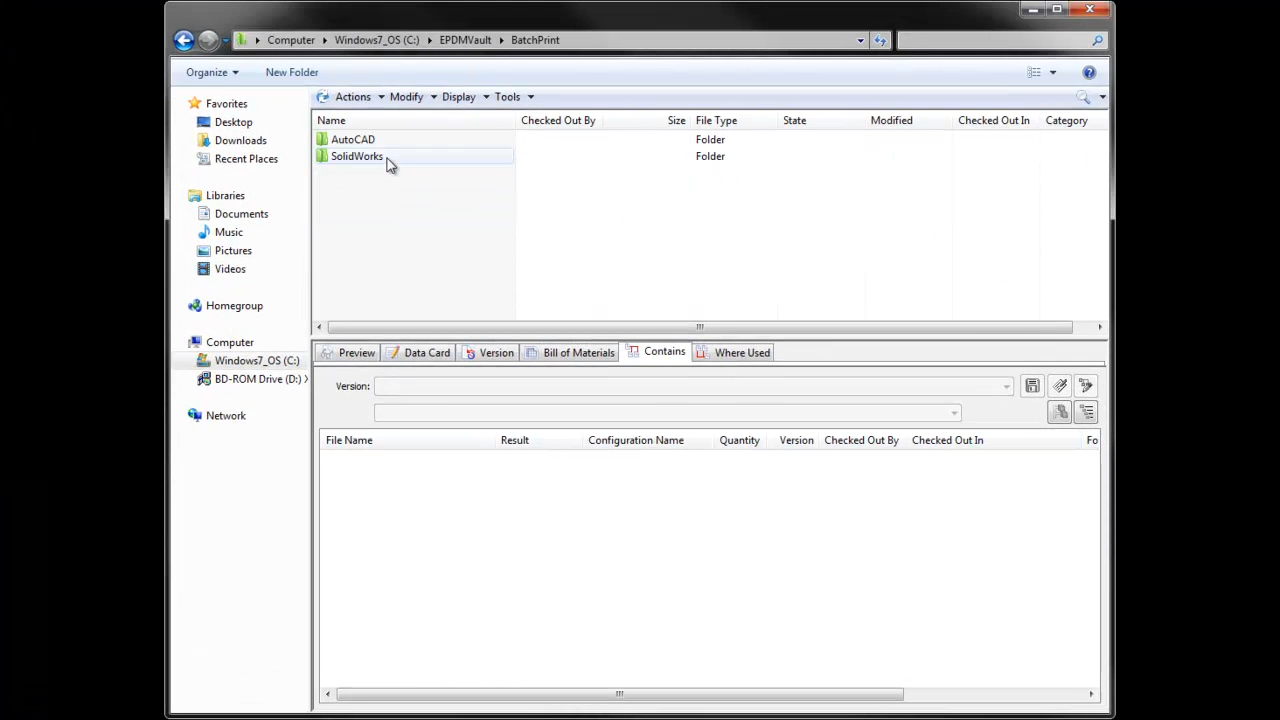 Computer Windows7_OS (C:) EPDMVault BatchPrint
Organize New Folder
Favorites
Desktop
Downloads
Recent Places
Libraries
Documents
Music
Pictures
Videos
Homegroup
Computer
Windows7_OS (C:)
BD-ROM Drive (D:) X
Network
Actions Modify Display Tools
Name Checked Out By Size File Type State Modified Checked Out In Category
AutoCAD Folder
SolidWorks Folder
Preview Data Card Version Bill of Materials Contains Where Used
Version:
File Name Result Configuration Name Quantity Version Checked Out By Checked Out In Fo